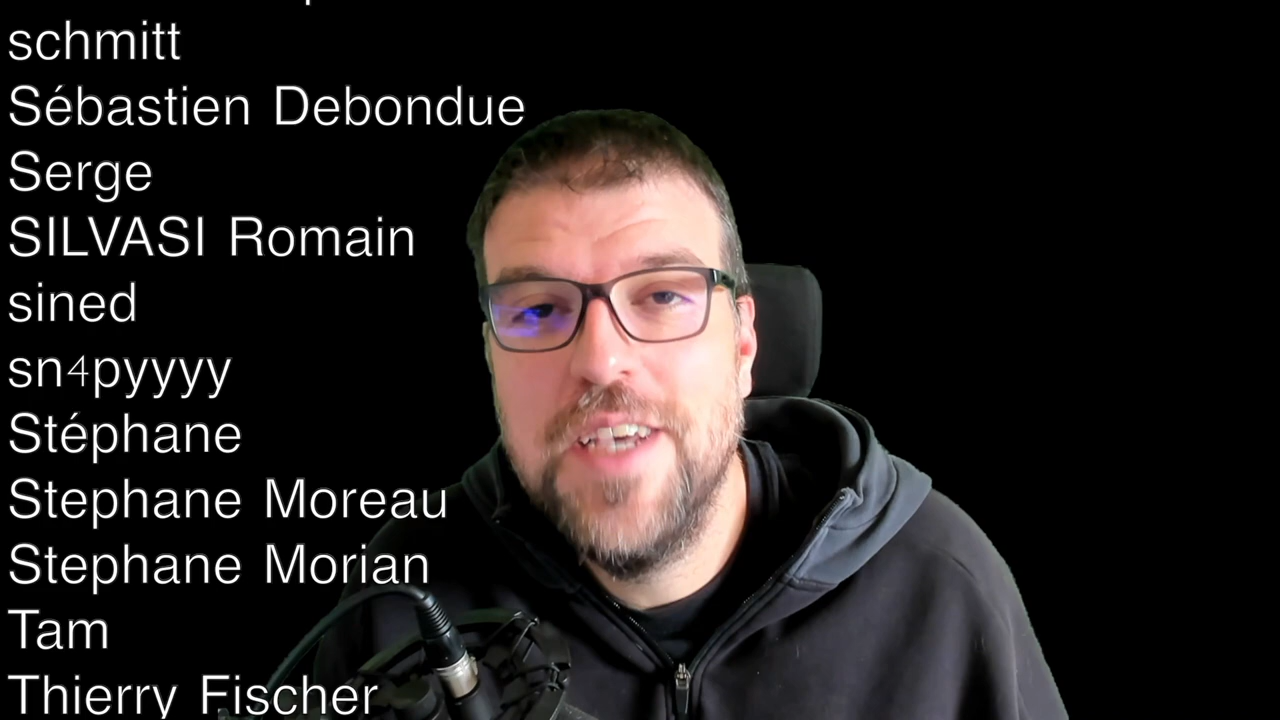 schmitt
Sébastien Debondue
Serge
SILVASI Romain
sined
sn4pyyyy
Stéphane
Stephane Moreau
Stephane Morian
Tam
Thierry Fischer